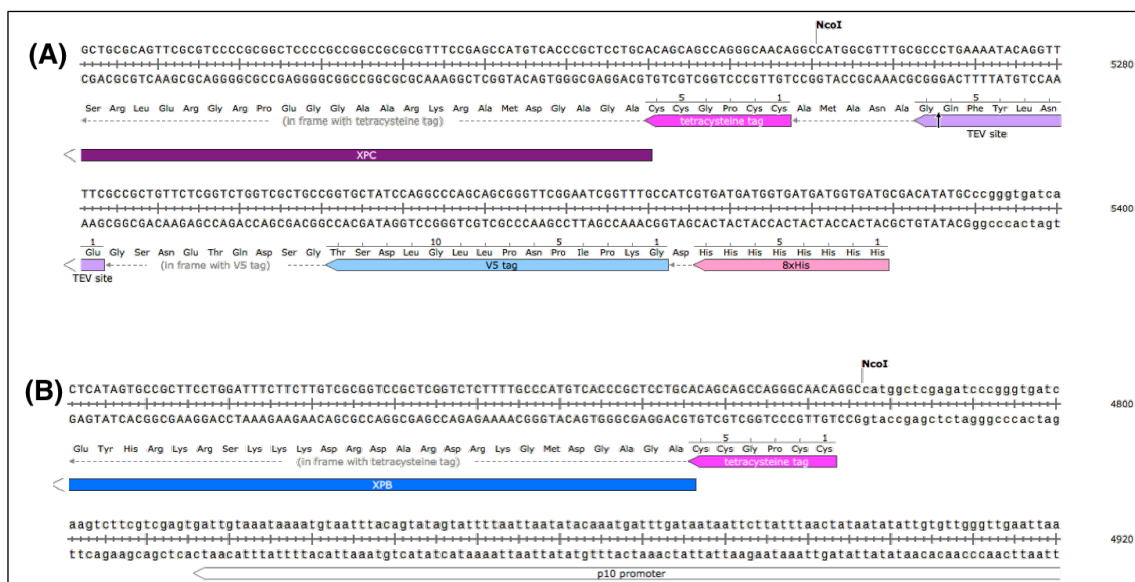 (A)
NcoI
GCTGCGCAGTTCGCGTCCCCGCGGCTCCCCGCCGGCCGCGCGTTTCCGAGCCATGTCACCCGCTCCTGCACAGCAGCCAGGGCAACAGGCCATGGCGTTTGCGCCCTGAAAATACAGGTT
5280
CGACGCGTCAAGCGCAGGGGCGCCGAGGGGCGGCCGGCGCGCAAAGGCTCGGTACAGTGGGCGAGGACGTGTCGTCGGTCCCGTTGTCCGGTACCGCAAACGCGGGACTTTTATGTCCAA
5 1 5
Ser Arg Leu Glu Arg Gly Arg Pro Glu Gly Gly Ala Ala Arg Lys Arg Ala Met Asp Gly Ala Gly Ala Cys Cys Gly Pro Cys Cys Ala Met Ala Asn Ala Gly Gln Phe Tyr Leu Asn
(in frame with tetracysteine tag) tetracysteine tag TEV site
XPC
TTCGCCGCTGTTCTCGGTCTGGTCGCTGCCGGTGCTATCCAGGCCCAGCAGCGGGTTCGGAATCGGTTTGCCATCGTGATGATGGTGATGATGGTGATGCGACATATGCccgggtgatca
5400
AAGCGGCGACAAGAGCCAGACCAGCGACGGCCACGATAGGTCCGGGTCGTCGCCCAAGCCTTAGCCAAACGGTAGCACTACTACCACTACTACCACTACGCTGTATACGggcccactagt
1 10 5 1 5 1
Glu Gly Ser Asn Glu Thr Gln Asp Ser Gly Thr Ser Asp Leu Gly Leu Leu Pro Asn Pro Ile Pro Lys Gly Asp His His His His His His His His
(in frame with V5 tag) V5 tag 8xHis
TEV site
(B)
NcoI
CTCATAGTGCCGCTTCCTGGATTTCTTCTTGTCGCGGTCCGCTCGGTCTCTTTTGCCCATGTCACCCGCTCCTGCACAGCAGCCAGGGCAACAGGCcatggctcgagatcccgggtgatc
4800
GAGTATCACGGCGAAGGACCTAAAGAAGAACAGCGCCAGGCGAGCCAGAGAAAACGGGTACAGTGGGCGAGGACGTGTCGTCGGTCCCGTTGTCCGgtaccgagctctagggcccactag
5 1
Glu Tyr His Arg Lys Arg Ser Lys Lys Lys Asp Arg Asp Ala Arg Asp Arg Lys Gly Met Asp Gly Ala Gly Ala Cys Cys Gly Pro Cys Cys
(in frame with tetracysteine tag) tetracysteine tag
XPB
aagtcttcgtcgagtgattgtaaataaaatgtaatttacagtatagtattttaattaatatacaaatgatttgataataattcttatttaactataatatattgtgttgggttgaattaa
4920
ttcagaagcagctcactaacatttattttacattaaatgtcatatcataaaattaattatatgtttactaaactattattaagaataaattgatattatataacacaacccaacttaatt
p10 promoter